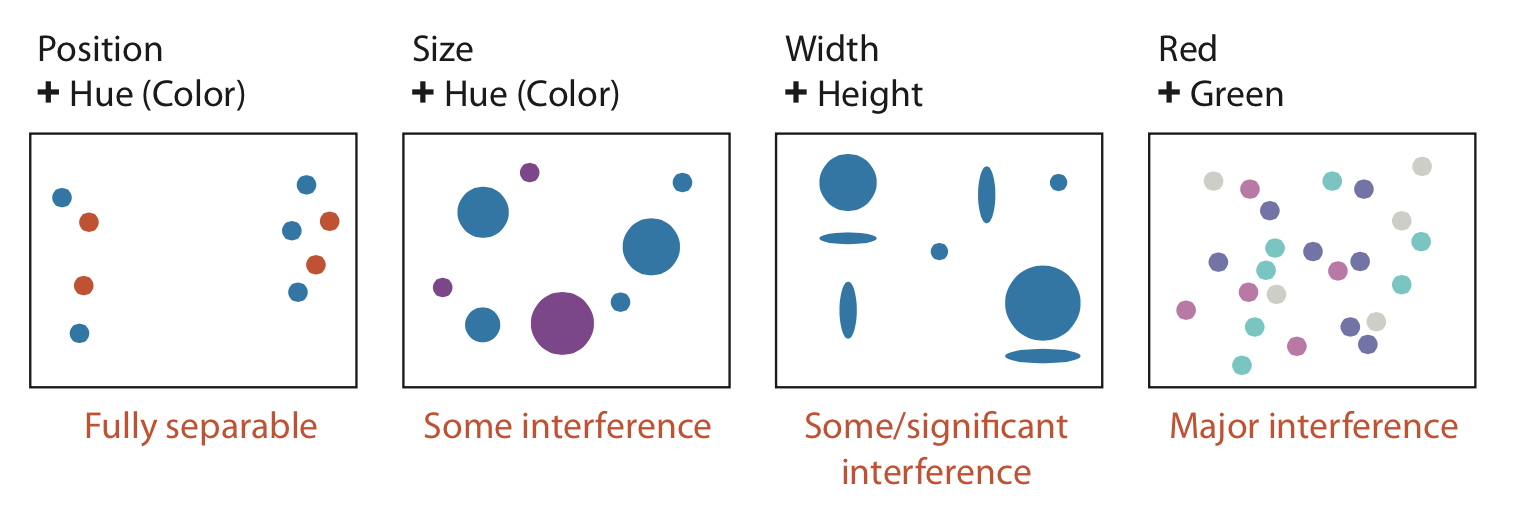 Position
+ Hue (Color)
Size
+ Hue (Color)
Width
+ Height
Red
+ Green
Fully separable
Some interference
Some/significant
interference
Major interference